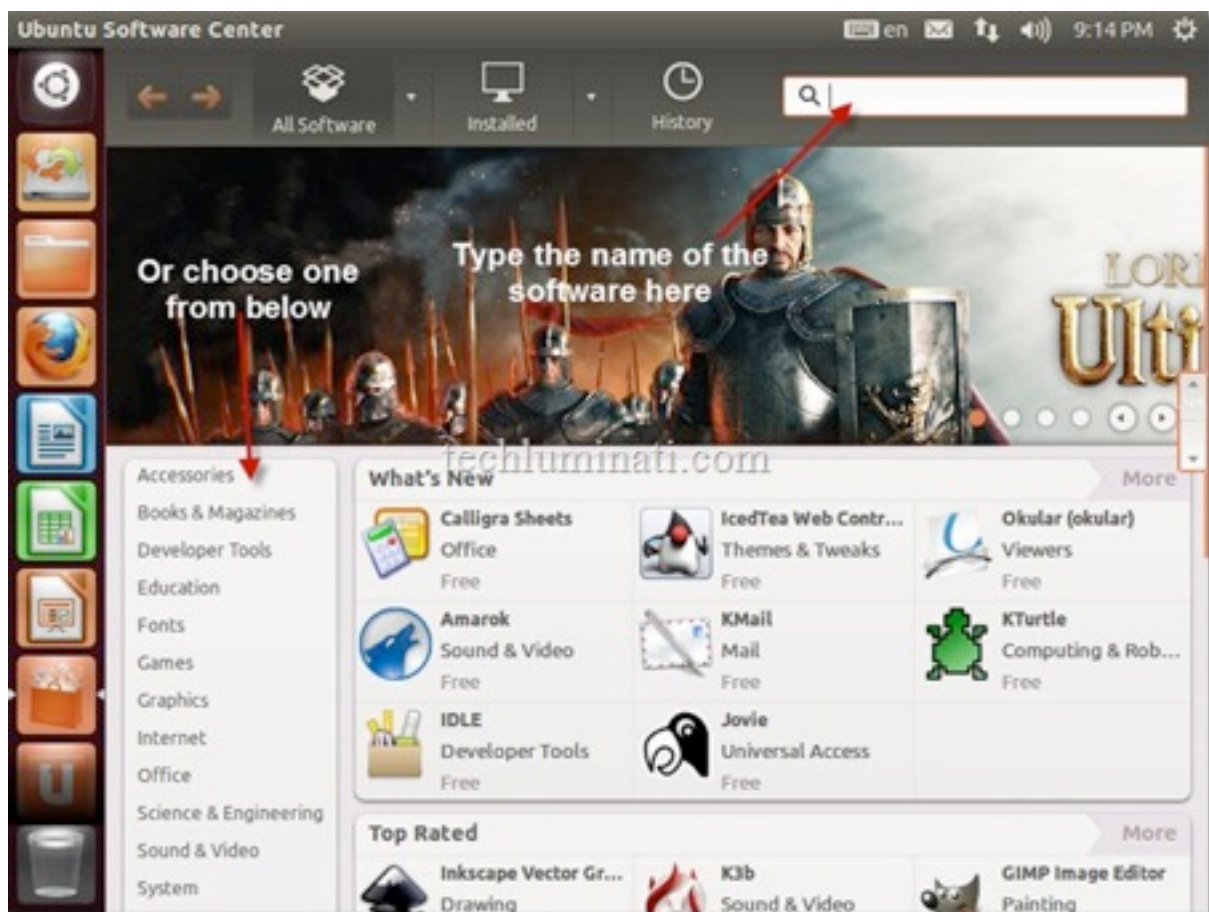 Ubuntu Software Center
en
9:14 PM
All Software
Installed
History
Or choose one
from below
Type the name of the
software here
LOR
Ulti
techluminati.com
Accessories
Books & Magazines
Developer Tools
Education
Fonts
Games
Graphics
Internet
Office
Science & Engineering
Sound & Video
System
What's New
More
Calligra Sheets
Office
Free
IcedTea Web Contr...
Themes & Tweaks
Free
Okular (okular)
Viewers
Free
Amarok
Sound & Video
Free
KMail
Mail
Free
KTurtle
Computing & Rob...
Free
IDLE
Developer Tools
Free
Jovie
Universal Access
Free
Top Rated
More
Inkscape Vector Gr...
Drawing
K3b
Sound & Video
GIMP Image Editor
Painting